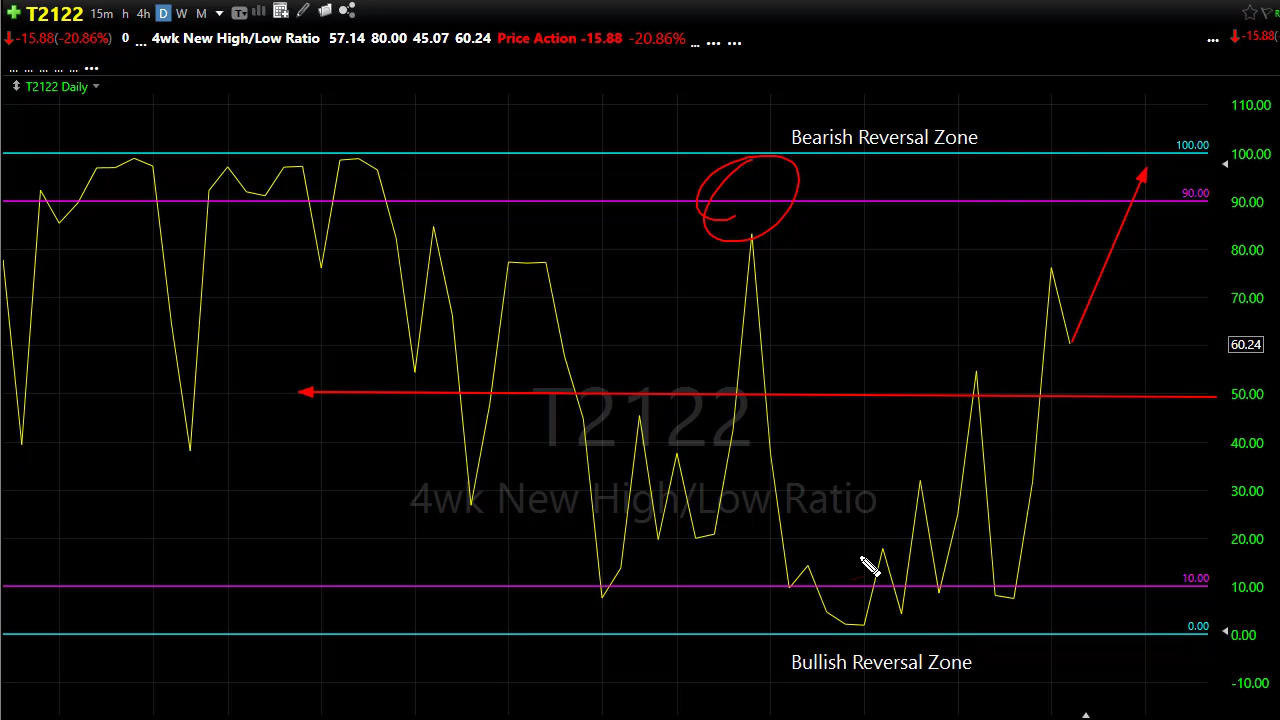 T2122 15m h 4h D W M
-15.88(-20.86%) 0 ... 4wk New High/Low Ratio 57.14 80.00 45.07 60.24 Price Action -15.88 -20.86% ... ... ... ... -15.88(
... ... ... ... ... ...
T2122 Daily
110.00
Bearish Reversal Zone
100.00 100.00
90.00 90.00
80.00
70.00
60.24
50.00
T2122
40.00
4wk New High/Low Ratio
30.00
20.00
10.00 10.00
0.00 0.00
Bullish Reversal Zone
-10.00